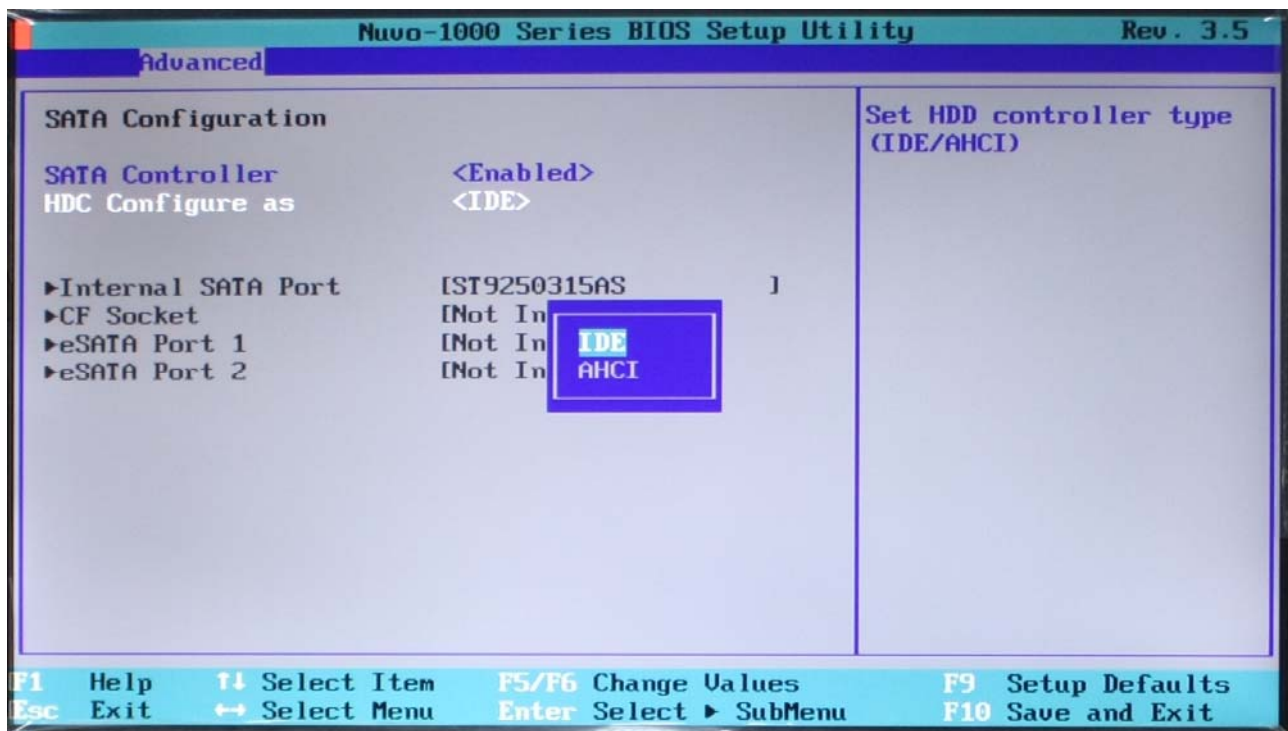 Nuvo-1000 Series BIOS Setup Utility Rev. 3.5
Advanced
SATA Configuration
SATA Controller <Enabled>
HDC Configure as <IDE>
▶Internal SATA Port [ST9250315AS ]
▶CF Socket [Not In
▶eSATA Port 1 [Not In
▶eSATA Port 2 [Not In
IDE
AHCI
Set HDD controller type
(IDE/AHCI)
F1 Help ↑↓ Select Item F5/F6 Change Values F9 Setup Defaults
Esc Exit ↔ Select Menu Enter Select ▶ SubMenu F10 Save and Exit